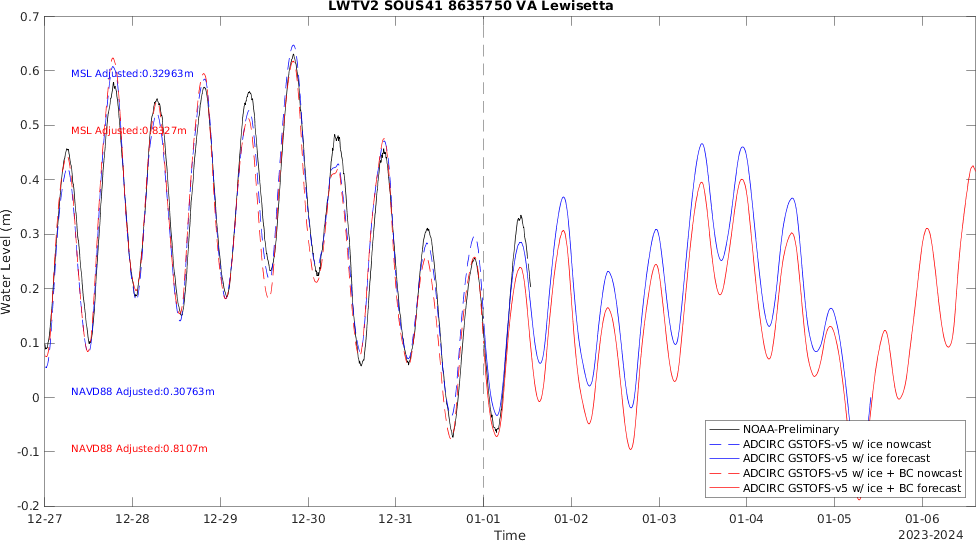 LWTV2 SOUS41 8635750 VA Lewisetta
0.7
0.6
0.5
0.4
0.3
0.2
0.1
0
-0.1
-0.2
Water Level (m)
MSL Adjusted:0.32963m
MSL Adjusted:0.8327m
NAVD88 Adjusted:0.30763m
NAVD88 Adjusted:0.8107m
NOAA-Preliminary
ADCIRC GSTOFS-v5 w/ ice nowcast
ADCIRC GSTOFS-v5 w/ ice forecast
ADCIRC GSTOFS-v5 w/ ice + BC nowcast
ADCIRC GSTOFS-v5 w/ ice + BC forecast
12-27 12-28 12-29 12-30 12-31 01-01 01-02 01-03 01-04 01-05 01-06
Time
2023-2024